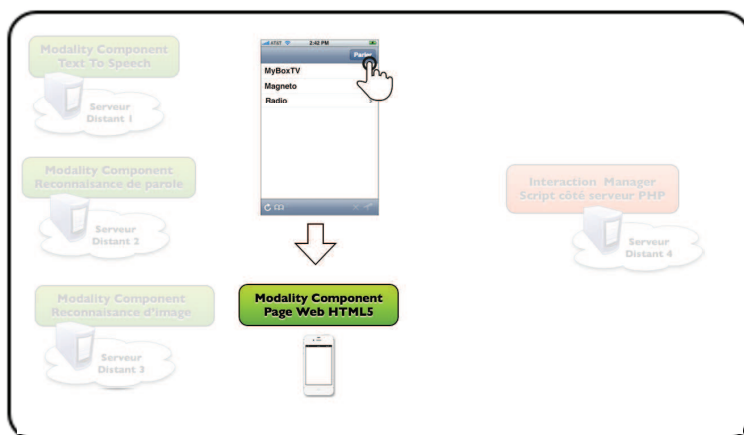 Modality Component
Text To Speech
Serveur
Distant 1
Modality Component
Reconnaisance de parole
Serveur
Distant 2
Modality Component
Reconnaisance d'image
Serveur
Distant 3
AT&T 2:42 PM
Parler
MyBoxTV
Magneto
Radio
Modality Component
Page Web HTML5
Interaction Manager
Script côté serveur PHP
Serveur
Distant 4